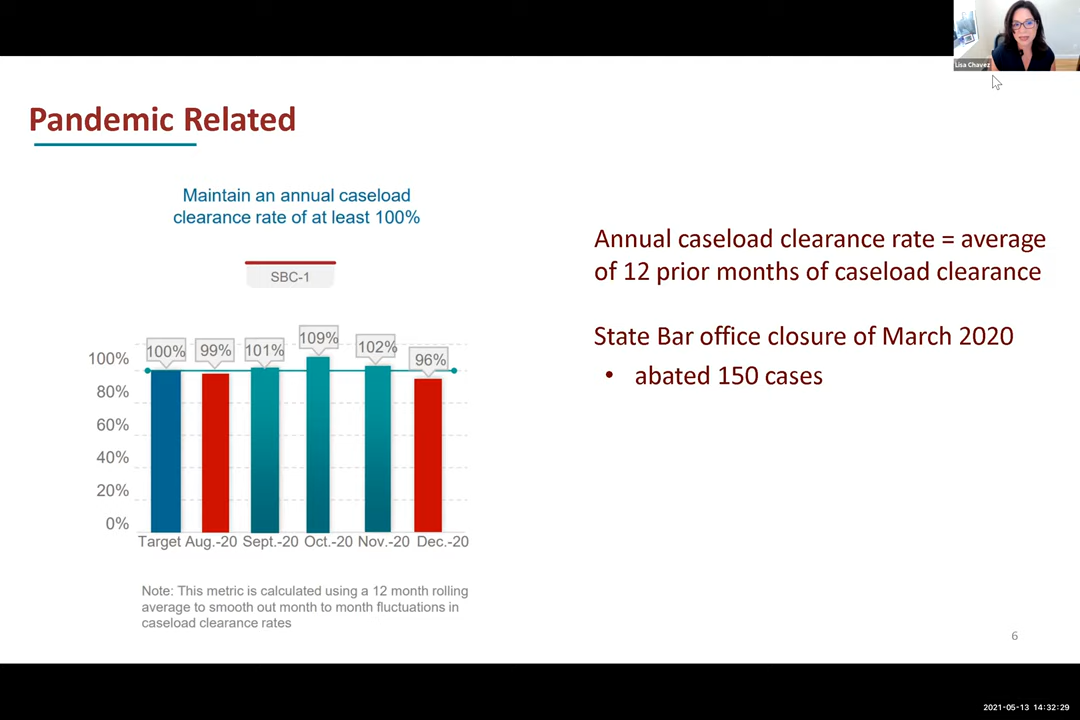 Lisa Chavez
Pandemic Related
Maintain an annual caseload
clearance rate of at least 100%
SBC-1
Annual caseload clearance rate = average
of 12 prior months of caseload clearance
State Bar office closure of March 2020
• abated 150 cases
100% 99% 101% 109% 102% 96%
100%
80%
60%
40%
20%
0%
Target Aug.-20 Sept.-20 Oct.-20 Nov.-20 Dec.-20
Note: This metric is calculated using a 12 month rolling
average to smooth out month to month fluctuations in
caseload clearance rates
6
2021-05-13 14:32:29